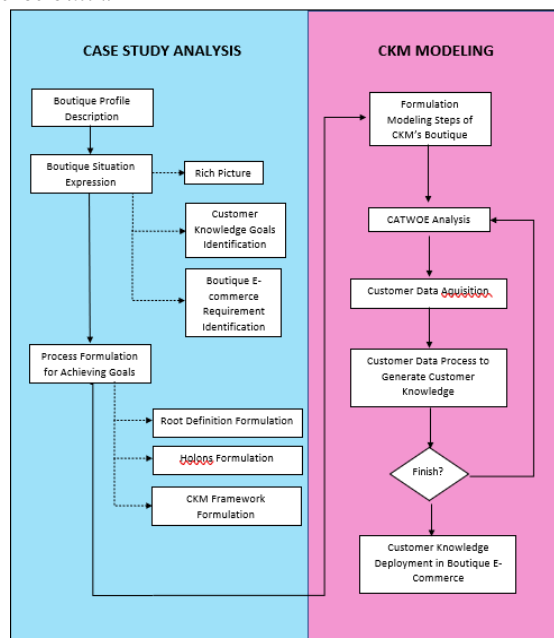 CASE STUDY ANALYSIS
Boutique Profile
Description
Boutique Situation
Expression
Rich Picture
Customer
Knowledge Goals
Identification
Boutique E-
commerce
Requirement
Identification
Process Formulation
for Achieving Goals
Root Definition Formulation
Holons Formulation
CKM Framework
Formulation
CKM MODELING
Formulation
Modeling Steps of
CKM's Boutique
CATWOE Analysis
Customer Data Aquisition
Customer Data Process to
Generate Customer
Knowledge
Finish?
Customer Knowledge
Deployment in Boutique E-
Commerce